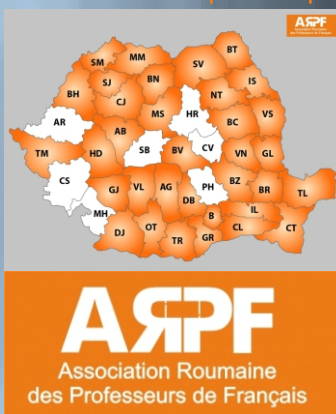 ARPF
des Professeurs de Français
BT
SM MM SV
SJ BN IS
BH CJ NT
MS HR BC VS
AR AB
TM HD SB BV CV VN GL
CS GJ VL AG PH BZ BR TL
MH DB IL
B
DJ OT TR GR CL CT
ARPF
Association Roumaine
des Professeurs de Français